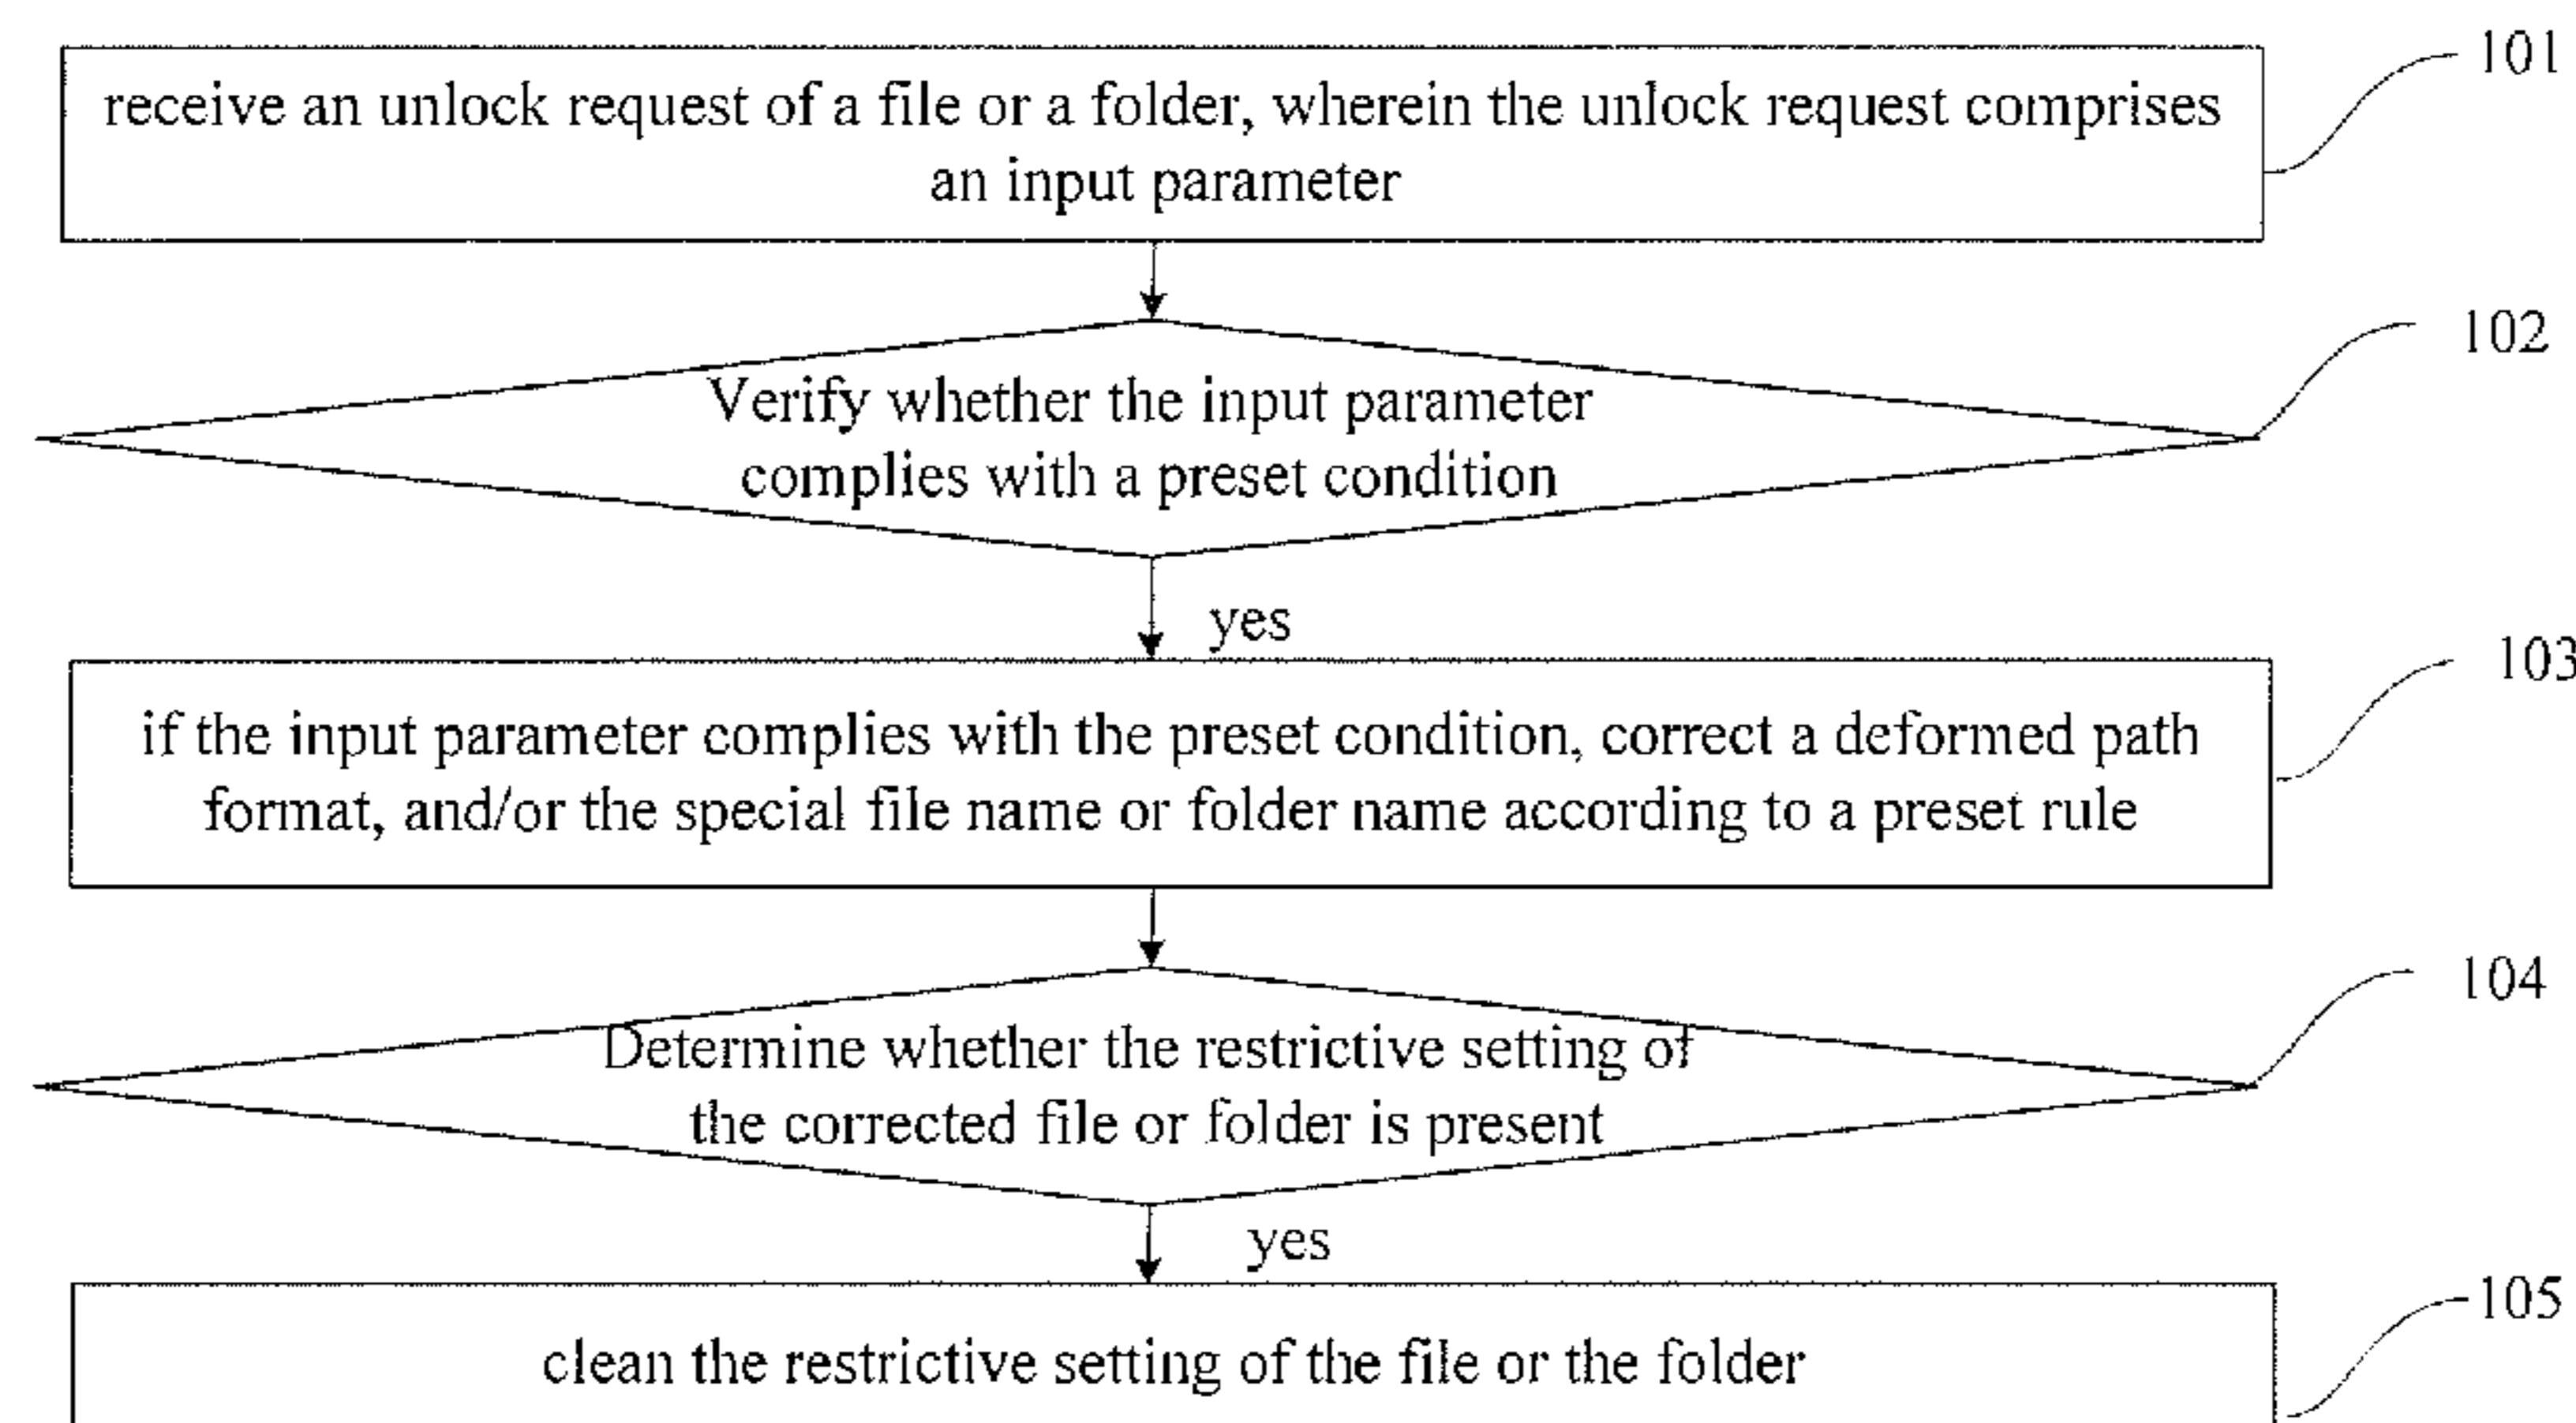 101
receive an unlock request of a file or a folder, wherein the unlock request comprises
an input parameter
102
Verify whether the input parameter
complies with a preset condition
yes
103
if the input parameter complies with the preset condition, correct a deformed path
format, and/or the special file name or folder name according to a preset rule
104
Determine whether the restrictive setting of
the corrected file or folder is present
yes
105
clean the restrictive setting of the file or the folder